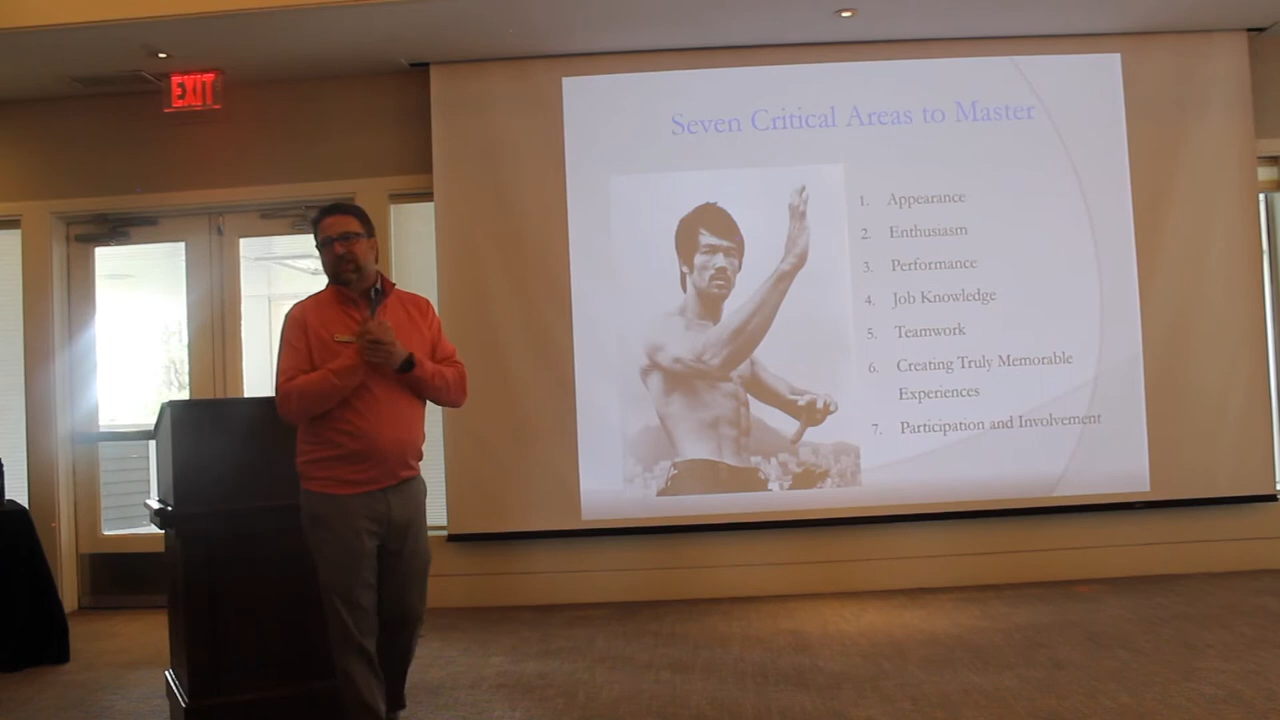 EXIT
Seven Critical Areas to Master
1. Appearance
2. Enthusiasm
3. Performance
4. Job Knowledge
5. Teamwork
6. Creating Truly Memorable
Experiences
7. Participation and Involvement